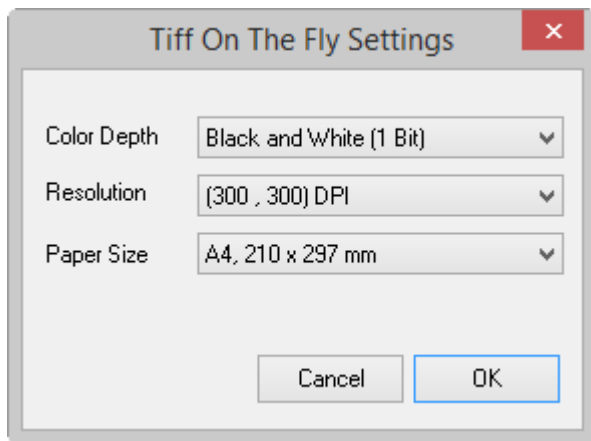 Tiff On The Fly Settings
Color Depth Black and White (1 Bit)
Resolution (300 , 300) DPI
Paper Size A4, 210 x 297 mm
Cancel OK